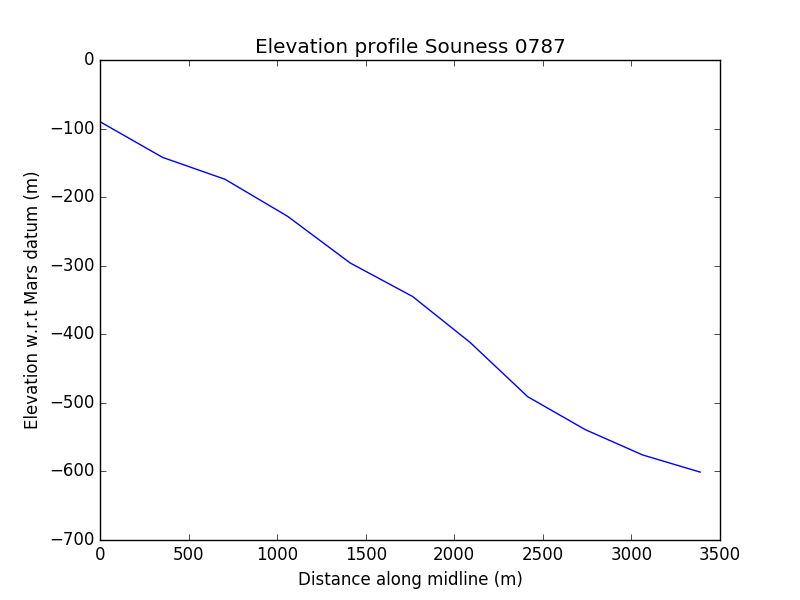 Elevation profile Souness 0787
0
−100
−200
−300
−400
−500
−600
−700
Elevation w.r.t Mars datum (m)
0 500 1000 1500 2000 2500 3000 3500
Distance along midline (m)